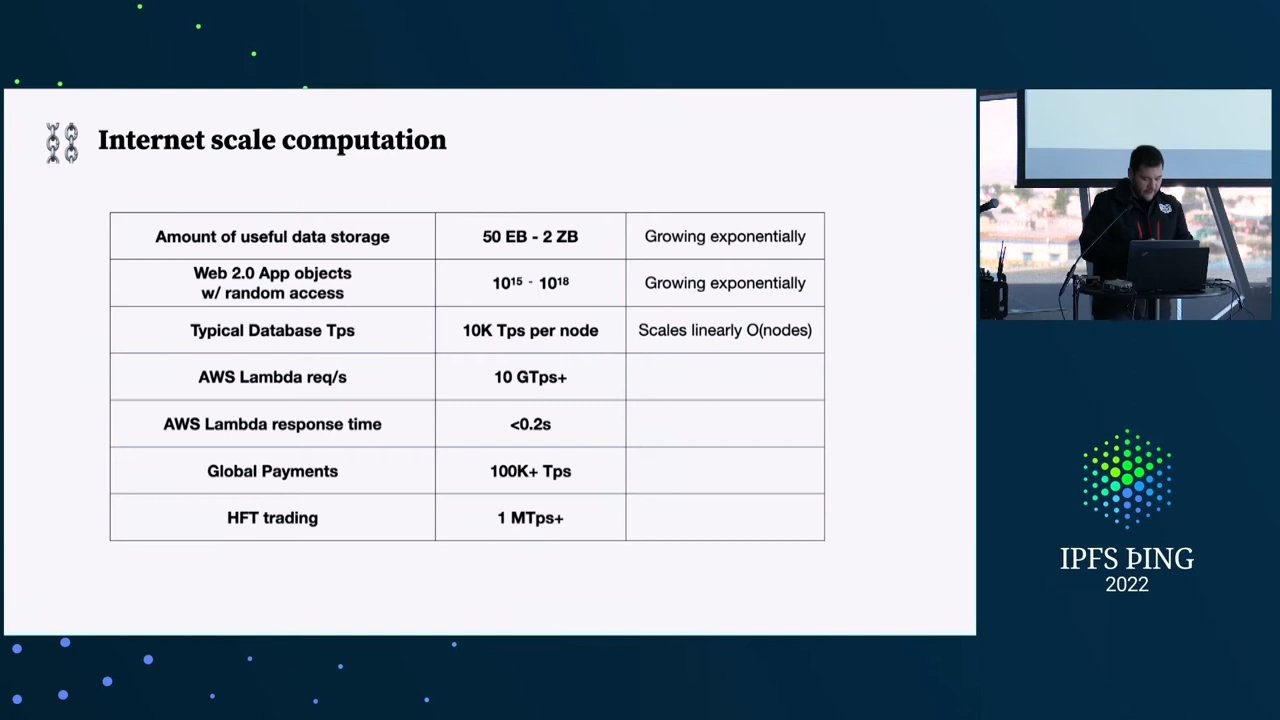 Internet scale computation
Amount of useful data storage
50 EB - 2 ZB
Growing exponentially
Web 2.0 App objects
w/ random access
10¹⁵ - 10¹⁸
Growing exponentially
Typical Database Tps
10K Tps per node
Scales linearly O(nodes)
AWS Lambda req/s
10 GTps+
AWS Lambda response time
<0.2s
Global Payments
100K+ Tps
HFT trading
1 MTps+
IPFS ÞING
2022